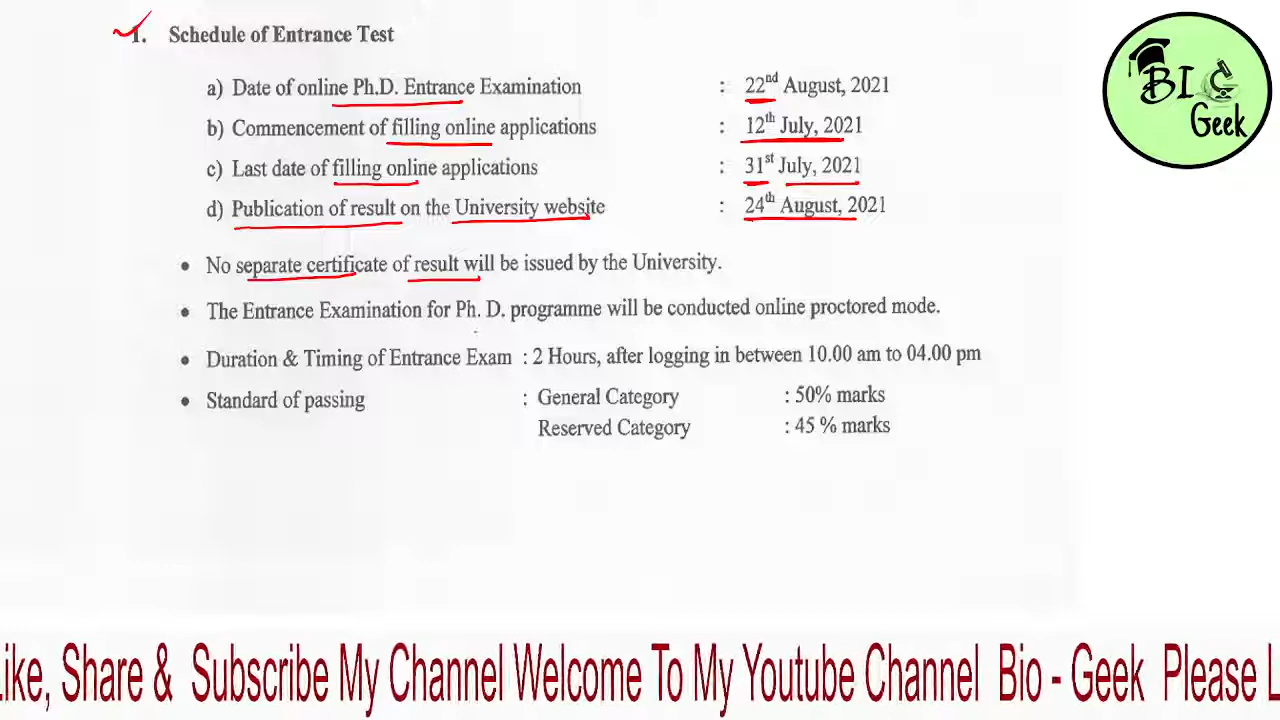 1. Schedule of Entrance Test
a) Date of online Ph.D. Entrance Examination : 22nd August, 2021
b) Commencement of filling online applications : 12th July, 2021
c) Last date of filling online applications : 31st July, 2021
d) Publication of result on the University website : 24th August, 2021
• No separate certificate of result will be issued by the University.
• The Entrance Examination for Ph. D. programme will be conducted online proctored mode.
• Duration & Timing of Entrance Exam : 2 Hours, after logging in between 10.00 am to 04.00 pm
• Standard of passing : General Category : 50% marks
Reserved Category : 45 % marks
BIO
Geek
Like, Share & Subscribe My Channel Welcome To My Youtube Channel Bio - Geek Please L